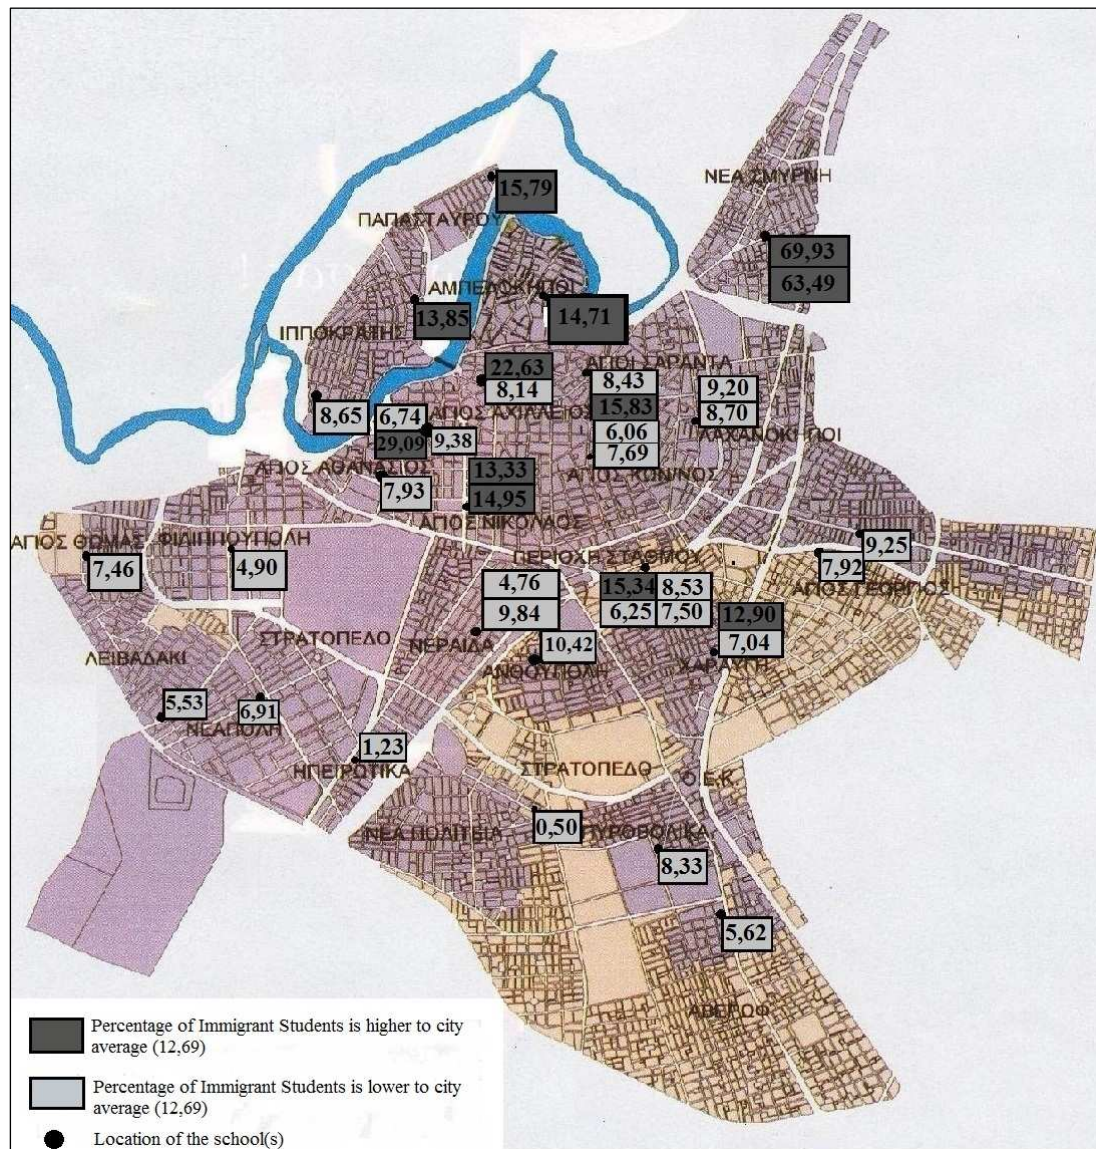 ΝΕΑ ΣΜΥΡΝΗ
15,79
ΠΑΠΑΣΤΑΥΡΟΥ
69,93
63,49
ΑΜΠΕΛΟΚΗΠΟΙ
13,85
14,71
ΙΠΠΟΚΡΑΤΗΣ
22,63
8,14
ΑΓΙΟΙ ΣΑΡΑΝΤΑ
8,43
15,83
6,06
7,69
9,20
8,70
8,65
6,74
29,09
9,38
ΑΓΙΟΣ ΑΧΙΛΛΕΙΟΣ
ΛΑΧΑΝΟΚΗΠΟΙ
ΑΓΙΟΣ ΑΘΑΝΑΣΙΟΣ
7,93
13,33
14,95
ΑΓΙΟΣ ΚΩΝ/ΝΟΣ
ΑΓΙΟΣ ΝΙΚΟΛΑΟΣ
ΑΓΙΟΣ ΘΩΜΑΣ
7,46
ΦΙΛΙΠΠΟΥΠΟΛΗ
4,90
ΠΕΡΙΟΧΗ ΣΤΑΘΜΟΥ
9,25
7,92
ΑΓΙΟΣ ΓΕΩΡΓΙΟΣ
4,76
9,84
15,34 8,53
6,25 7,50
12,90
7,04
ΣΤΡΑΤΟΠΕΔΟ
ΝΕΡΑΙΔΑ
10,42
ΑΝΘΟΥΠΟΛΗ
ΛΕΙΒΑΔΑΚΙ
5,53
6,91
ΝΕΑΠΟΛΗ
1,23
ΗΠΕΙΡΩΤΙΚΑ
ΣΤΡΑΤΟΠΕΔΟ
Ο.Ε.Κ.
0,50
ΝΕΑ ΠΟΛΙΤΕΙΑ
ΠΥΡΟΒΟΛΙΚΑ
8,33
5,62
ΑΒΕΡΩΦ
Percentage of Immigrant Students is higher to city
average (12,69)
Percentage of Immigrant Students is lower to city
average (12,69)
Location of the school(s)